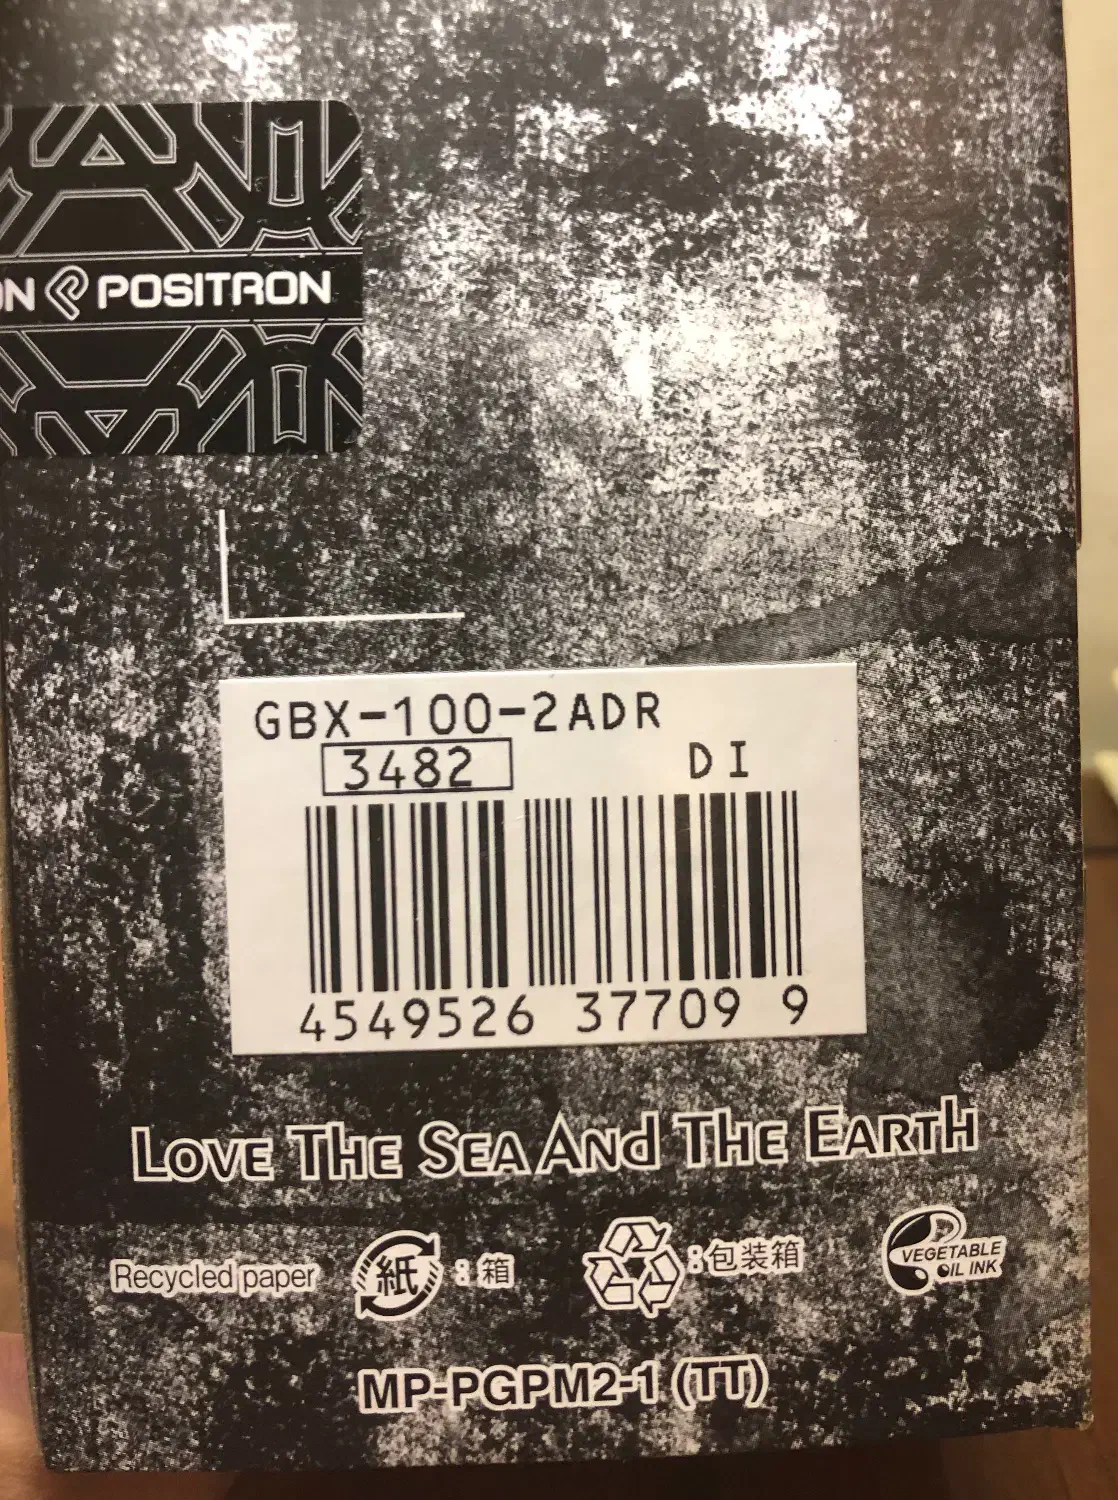 ON POSITRON
GBX-100-2ADR
3482 DI
4549526 37709 9
LOVE THE SEA AND THE EARTH
Recycled paper 紙 : 箱 : 包装箱 VEGETABLE
OIL INK
MP-PGPM2-1 (TT)